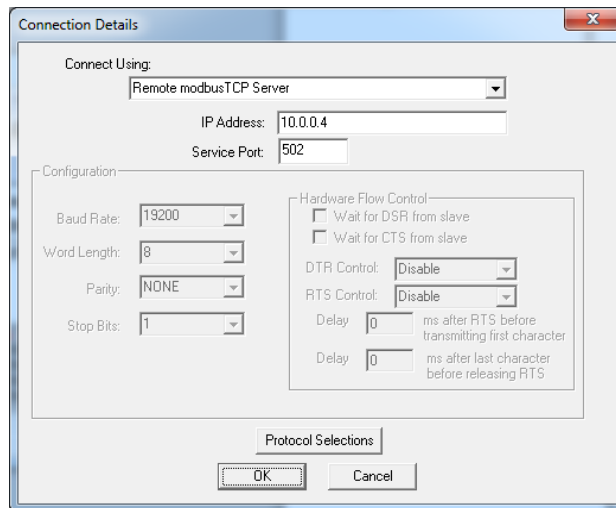 Connection Details
Connect Using:
Remote modbusTCP Server
IP Address: 10.0.0.4
Service Port: 502
Configuration
Baud Rate: 19200
Word Length: 8
Parity: NONE
Stop Bits: 1
Hardware Flow Control
Wait for DSR from slave
Wait for CTS from slave
DTR Control: Disable
RTS Control: Disable
Delay 0 ms after RTS before
transmitting first character
Delay 0 ms after last character
before releasing RTS
Protocol Selections
OK Cancel